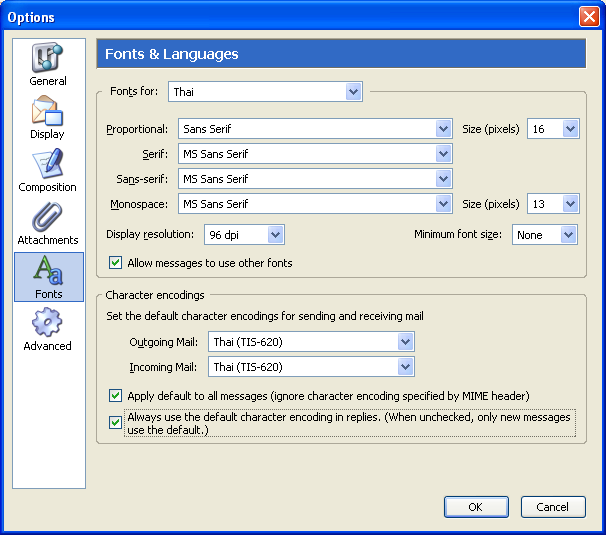 Options
General
Display
Composition
Attachments
Fonts
Advanced
Fonts & Languages
Fonts for: Thai
Proportional: Sans Serif Size (pixels) 16
Serif: MS Sans Serif
Sans-serif: MS Sans Serif
Monospace: MS Sans Serif Size (pixels) 13
Display resolution: 96 dpi Minimum font size: None
Allow messages to use other fonts
Character encodings
Set the default character encodings for sending and receiving mail
Outgoing Mail: Thai (TIS-620)
Incoming Mail: Thai (TIS-620)
Apply default to all messages (ignore character encoding specified by MIME header)
Always use the default character encoding in replies. (When unchecked, only new messages
use the default.)
OK Cancel